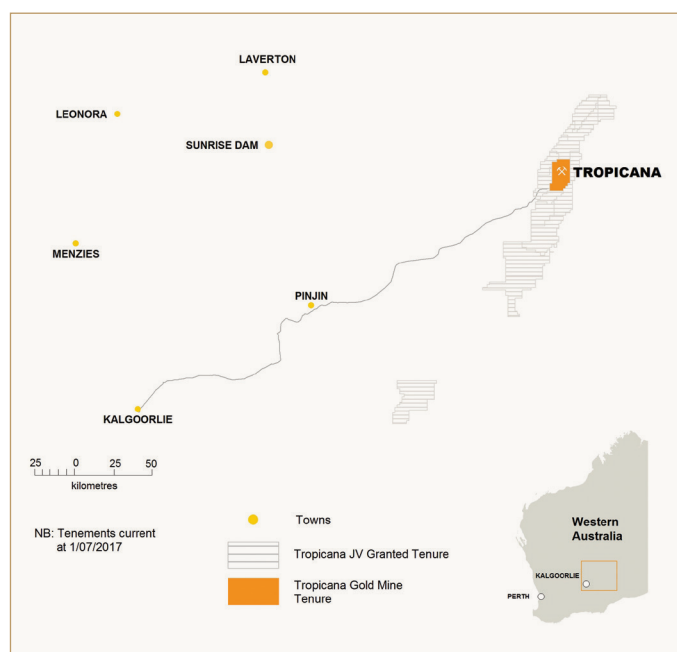 LAVERTON
LEONORA
SUNRISE DAM
TROPICANA
MENZIES
PINJIN
KALGOORLIE
25 0 25 50
kilometres
NB: Tenements current
at 1/07/2017
Towns
Tropicana JV Granted Tenure
Tropicana Gold Mine
Tenure
Western
Australia
KALGOORLIE
PERTH